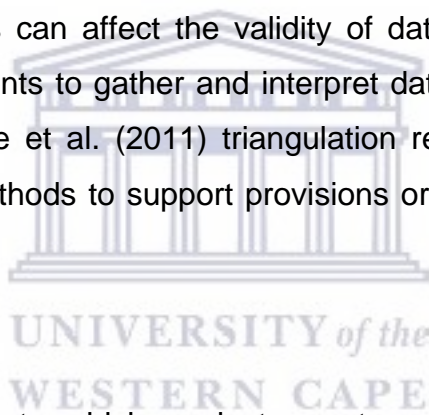 can affect the validity of dat
nts to gather and interpret dat
e et al. (2011) triangulation re
thods to support provisions or
UNIVERSITY of the
WESTERN CAPE